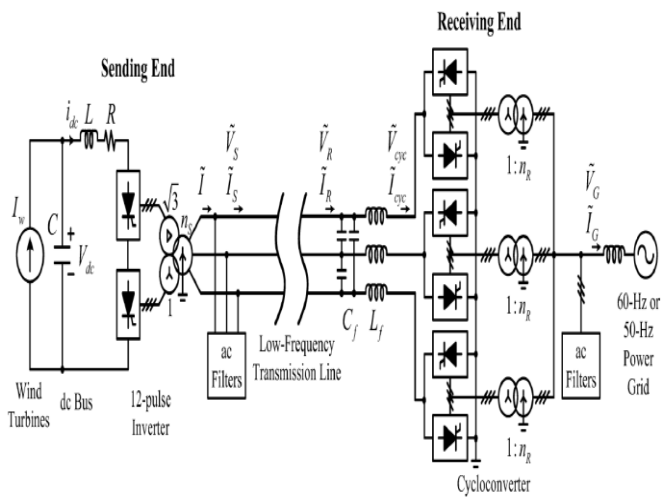 Receiving End
Sending End
i_dc L R
Ṽ_S
Ĩ Ĩ_S
Ṽ_R
Ĩ_R
Ṽ_cyc
Ĩ_cyc
1:n_R
I_w
C
+
V_dc
-
√3
n_S
1
1:n_R
Ṽ_G
Ĩ_G
C_f L_f
60-Hz or
50-Hz
Power
Grid
ac
Filters
Low-Frequency
Transmission Line
ac
Filters
Wind
Turbines
dc Bus
12-pulse
Inverter
1:n_R
Cycloconverter